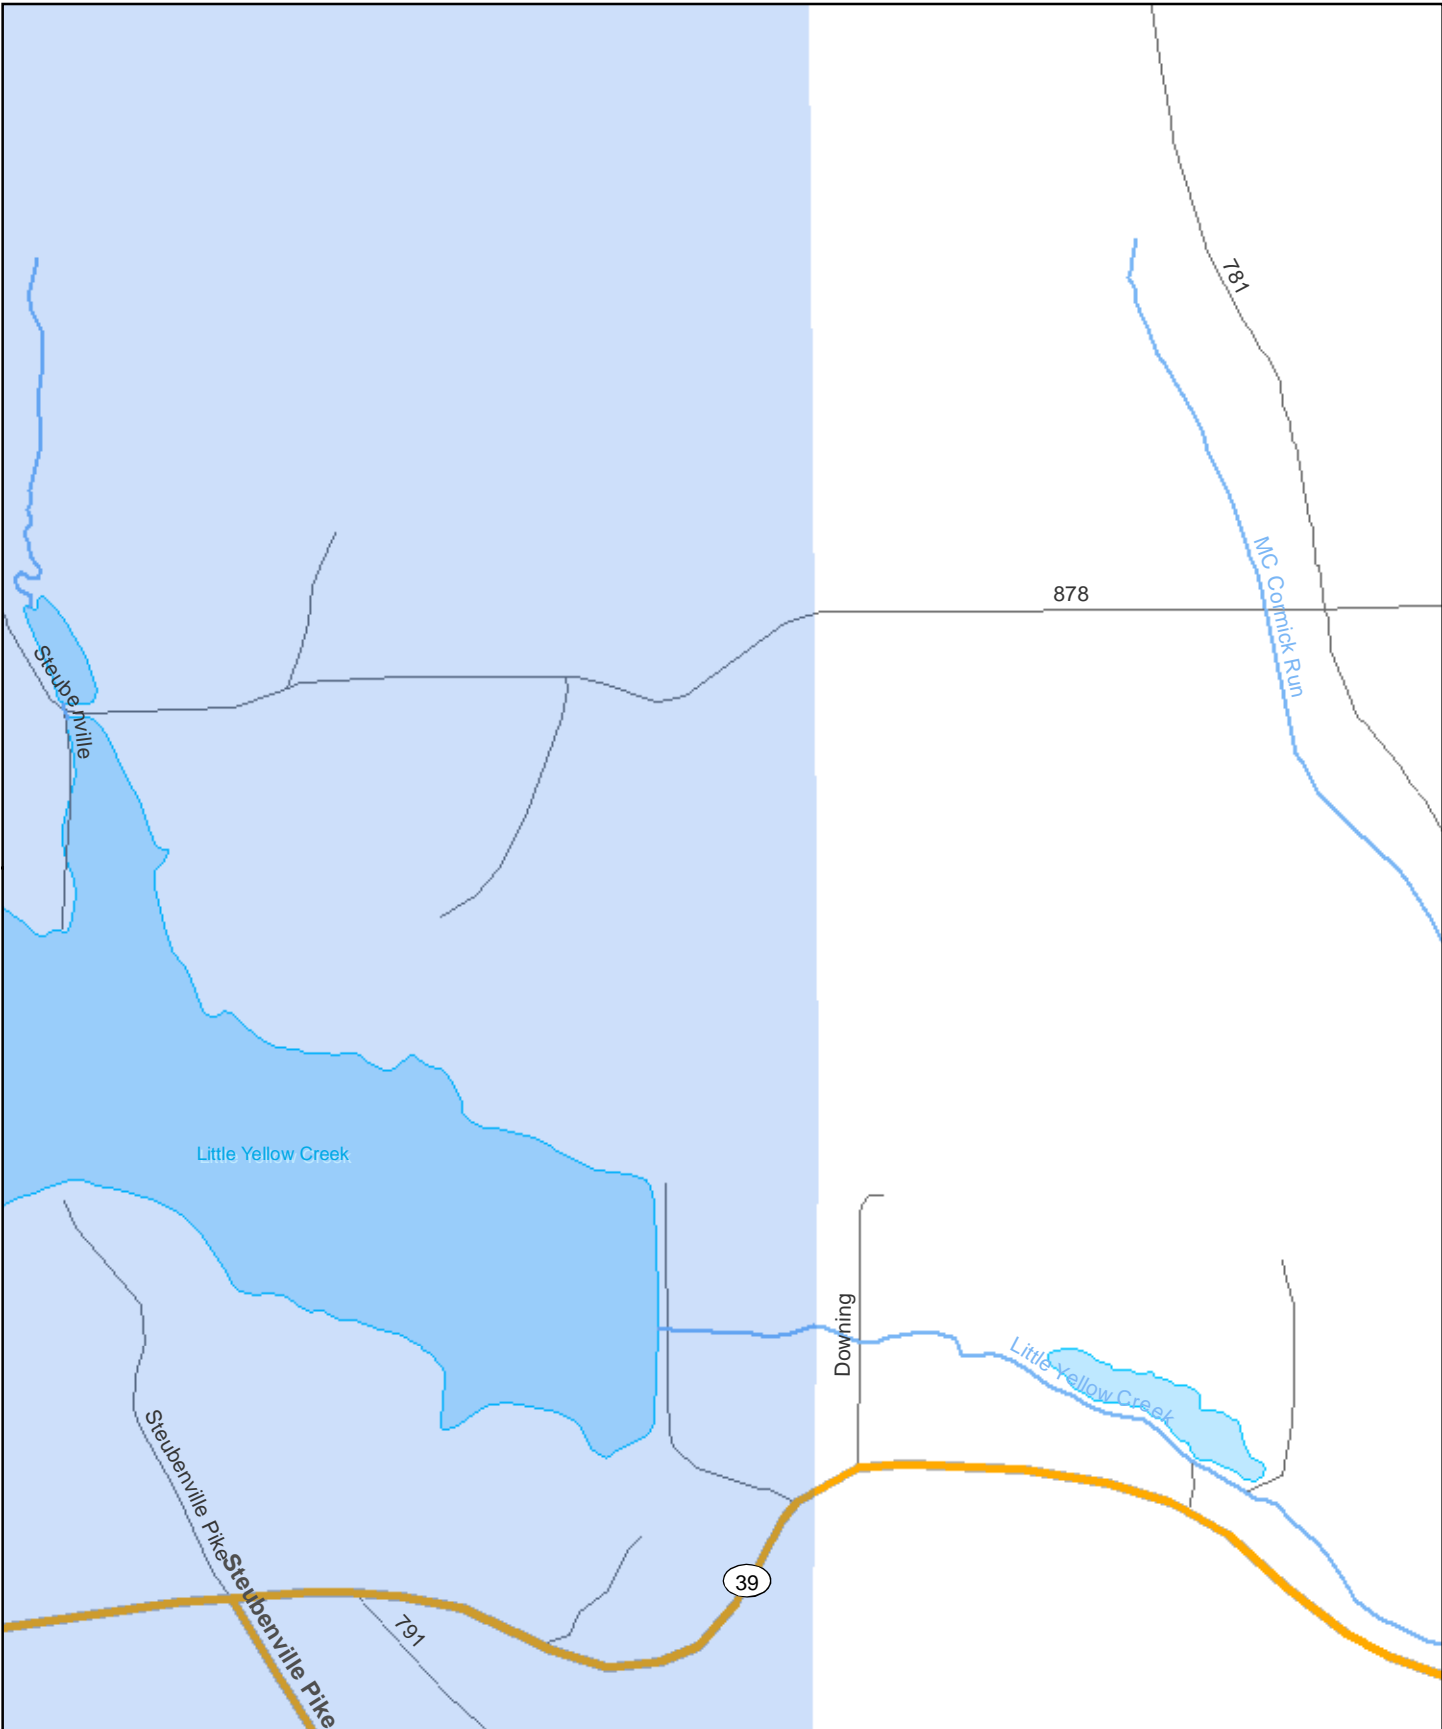 781
878
MC Cormick Run
Steubenville
Little Yellow Creek
Downing
Little Yellow Creek
Steubenville Pike
39
Steubenville Pike
791